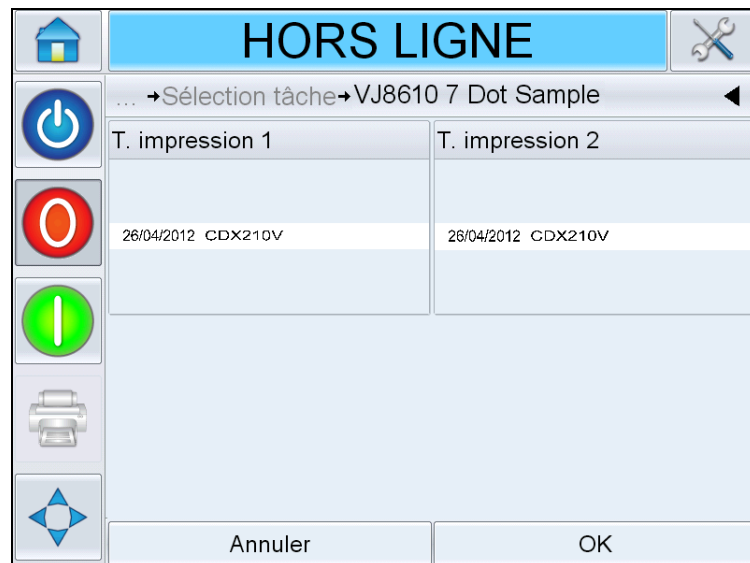 HORS LIGNE
... →Sélection tâche→VJ8610 7 Dot Sample
T. impression 1
T. impression 2
26/04/2012 CDX210V
26/04/2012 CDX210V
Annuler
OK